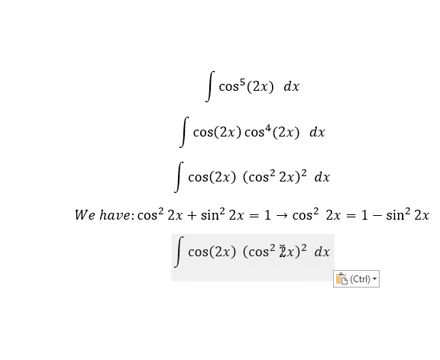 ∫ cos⁵(2x) dx
∫ cos(2x) cos⁴(2x) dx
∫ cos(2x) (cos² 2x)² dx
We have: cos² 2x + sin² 2x = 1 → cos² 2x = 1 − sin² 2x
∫ cos(2x) (cos² 2x)² dx
(Ctrl)